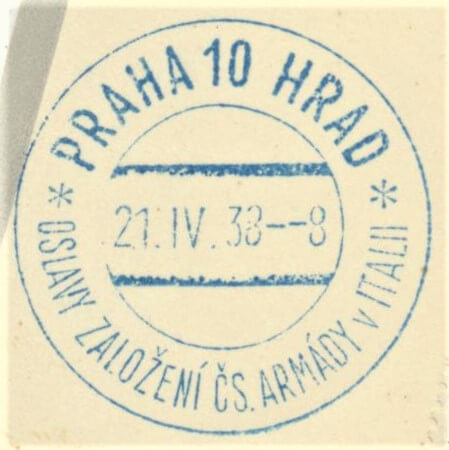 PRAHA 10 HRAD
21. IV. 38--8
* OSLAVY ZALOŽENÍ ČS. ARMÁDY v ITALII *